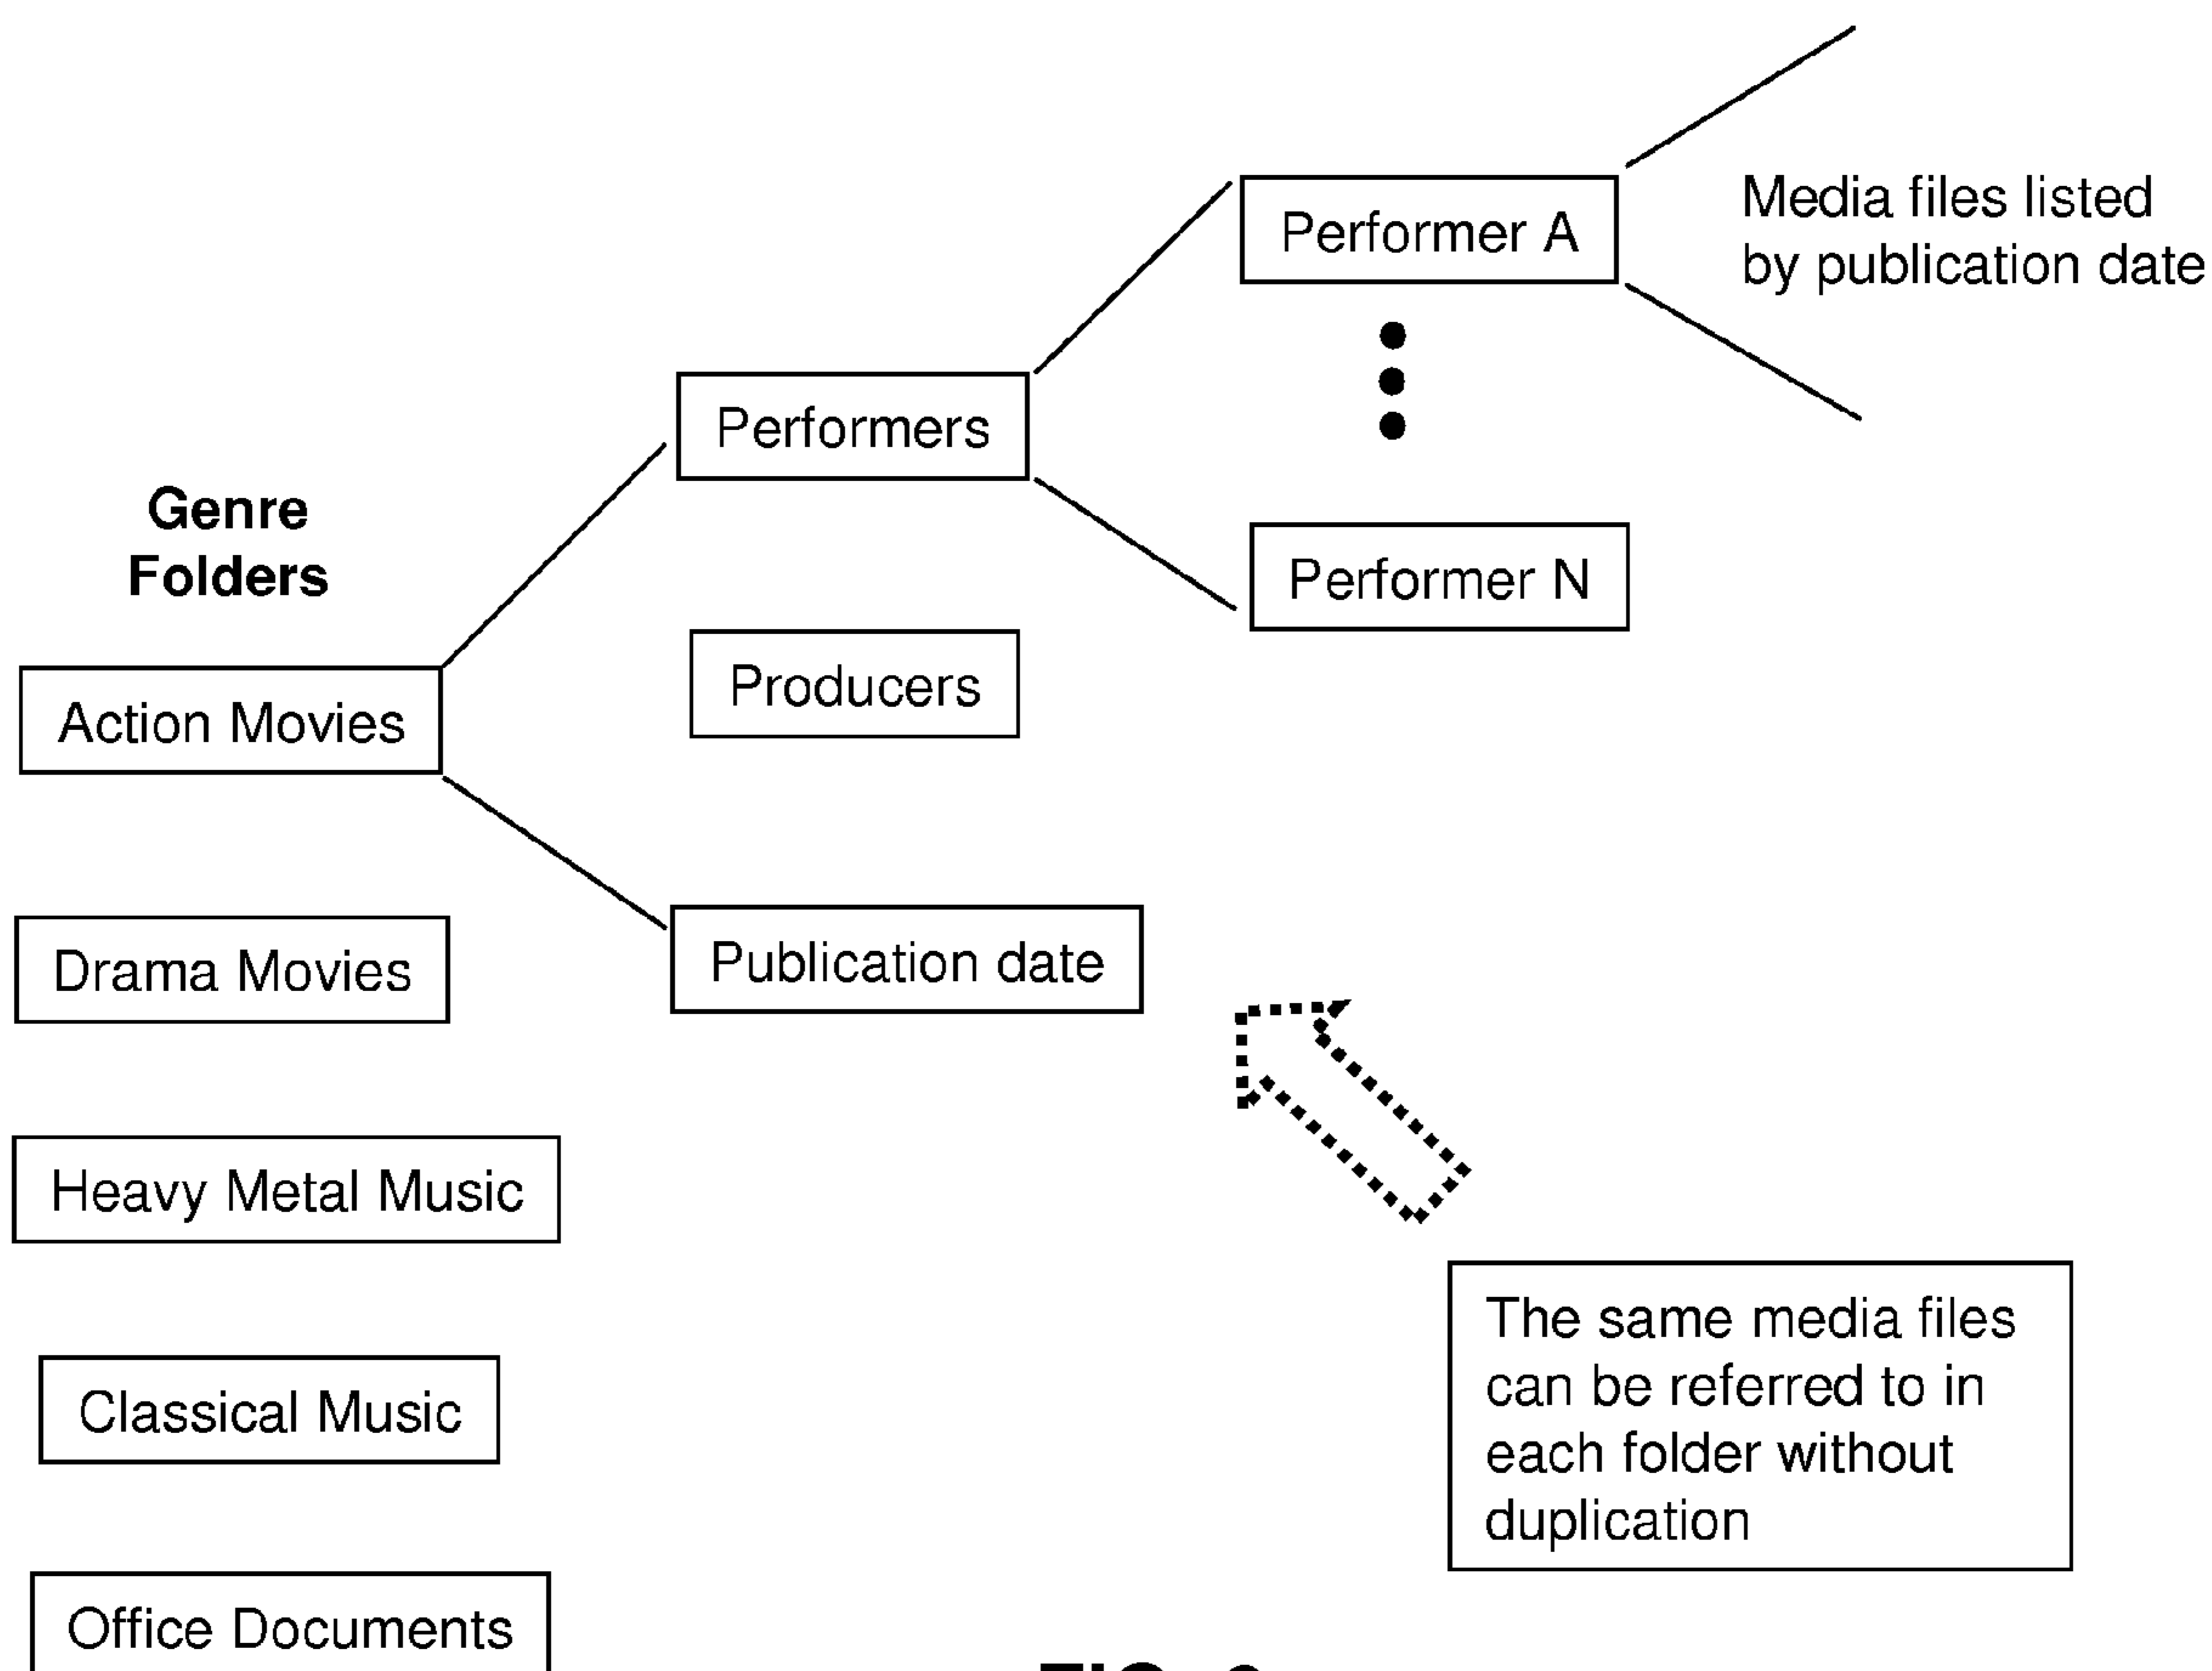 Media files listed
by publication date
Performer A
Performers
Performer N
Genre
Folders
Producers
Action Movies
Publication date
Drama Movies
Heavy Metal Music
Classical Music
The same media files
can be referred to in
each folder without
duplication
Office Documents